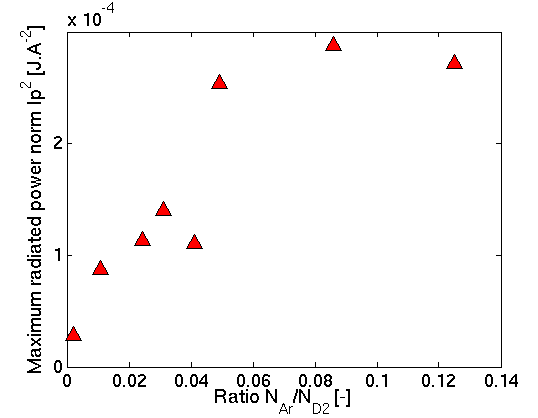 x 10^-4
Maximum radiated power norm Ip^2 [J.A^-2]
2
1
0
0 0.02 0.04 0.06 0.08 0.1 0.12 0.14
Ratio N_Ar/N_D2 [-]